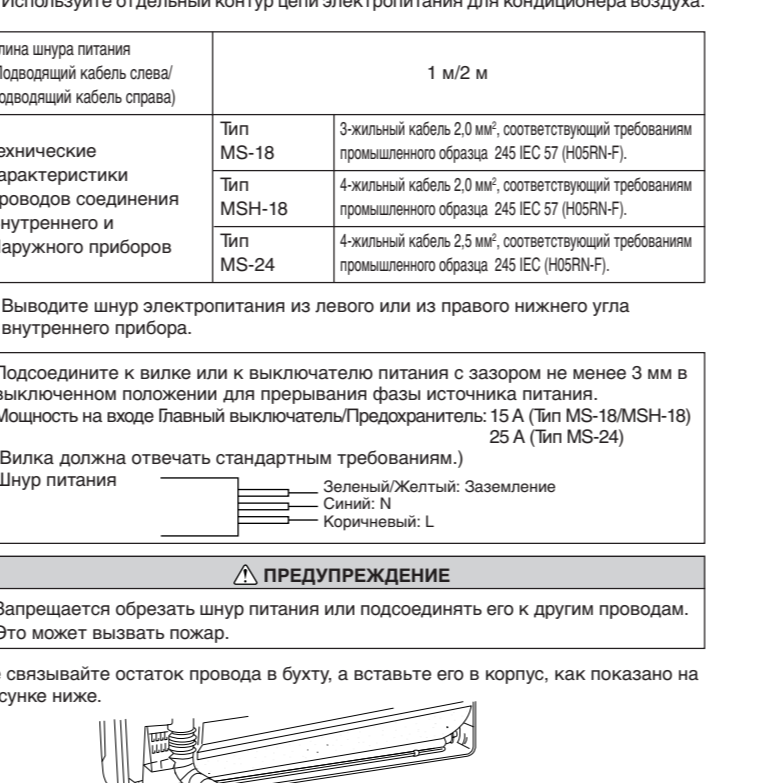 Используйте отдельный контур цепи электропитания для кондиционера воздуха.
лина шнура питания
Подводящий кабель слева/
одводящий кабель справа)
1 м/2 м
ехнические
арактеристики
роводов соединения
нутреннего и
Наружного приборов
Тип
MS-18
3-жильный кабель 2,0 мм², соответствующий требованиям
промышленного образца 245 IEC 57 (H05RN-F).
Тип
MSH-18
4-жильный кабель 2,0 мм², соответствующий требованиям
промышленного образца 245 IEC 57 (H05RN-F).
Тип
MS-24
4-жильный кабель 2,5 мм², соответствующий требованиям
промышленного образца 245 IEC (H05RN-F).
Выводите шнур электропитания из левого или из правого нижнего угла
внутреннего прибора.
Подсоедините к вилке или к выключателю питания с зазором не менее 3 мм в
выключенном положении для прерывания фазы источника питания.
Мощность на входе Главный выключатель/Предохранитель: 15 A (Тип MS-18/MSH-18)
25 A (Тип MS-24)
Вилка должна отвечать стандартным требованиям.)
Шнур питания
Зеленый/Желтый: Заземление
Синий: N
Коричневый: L
ПРЕДУПРЕЖДЕНИЕ
Запрещается обрезать шнур питания или подсоединять его к другим проводам.
Это может вызвать пожар.
е связывайте остаток провода в бухту, а вставьте его в корпус, как показано на
сунке ниже.